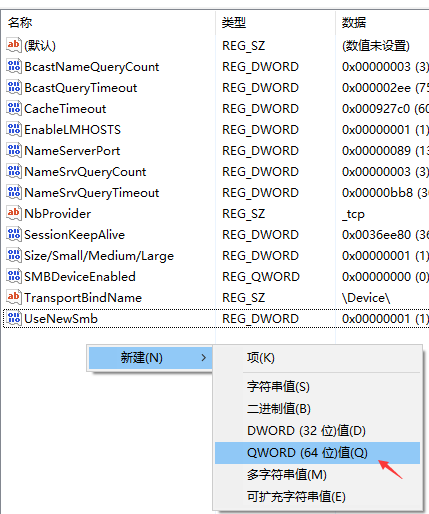 名称 类型 数据
(默认) REG_SZ (数值未设置)
BcastNameQueryCount REG_DWORD 0x00000003 (3)
BcastQueryTimeout REG_DWORD 0x000002ee (75
CacheTimeout REG_DWORD 0x000927c0 (60
EnableLMHOSTS REG_DWORD 0x00000001 (1)
NameServerPort REG_DWORD 0x00000089 (13
NameSrvQueryCount REG_DWORD 0x00000003 (3)
NameSrvQueryTimeout REG_DWORD 0x00000bb8 (30
NbProvider REG_SZ _tcp
SessionKeepAlive REG_DWORD 0x0036ee80 (36
Size/Small/Medium/Large REG_DWORD 0x00000001 (1)
SMBDeviceEnabled REG_QWORD 0x00000000 (0)
TransportBindName REG_SZ \Device\
UseNewSmb REG_DWORD 0x00000001 (1)
新建(N)
项(K)
字符串值(S)
二进制值(B)
DWORD (32 位)值(D)
QWORD (64 位)值(Q)
多字符串值(M)
可扩充字符串值(E)